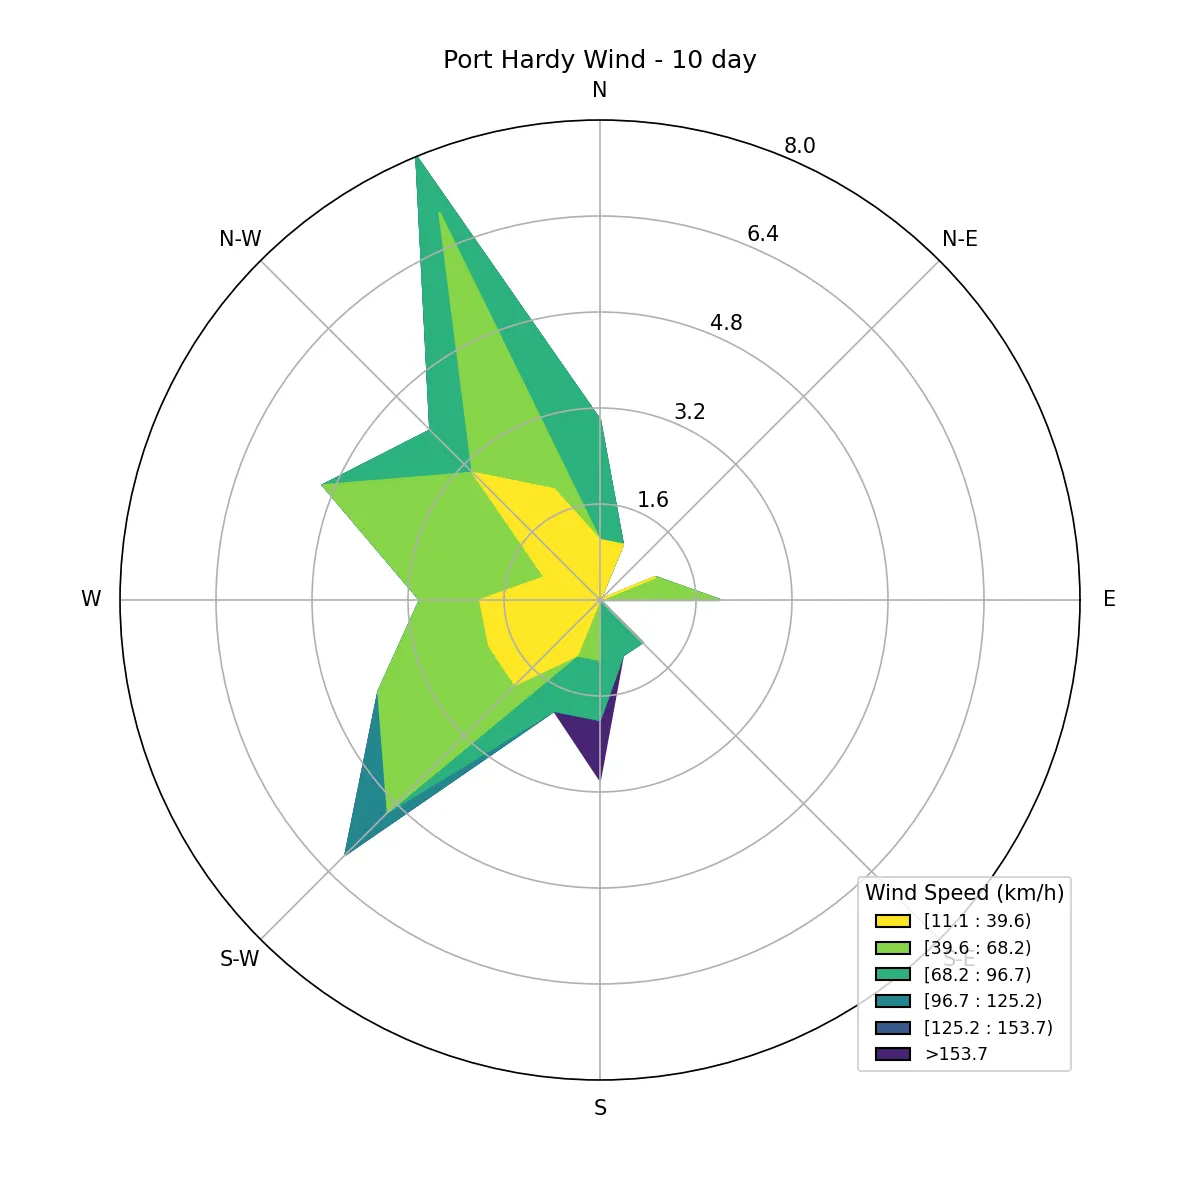 Port Hardy Wind - 10 day
N
8.0
N-W
6.4
N-E
4.8
3.2
1.6
W
E
S-W
S-E
S
Wind Speed (km/h)
[11.1 : 39.6)
[39.6 : 68.2)
[68.2 : 96.7)
[96.7 : 125.2)
[125.2 : 153.7)
>153.7